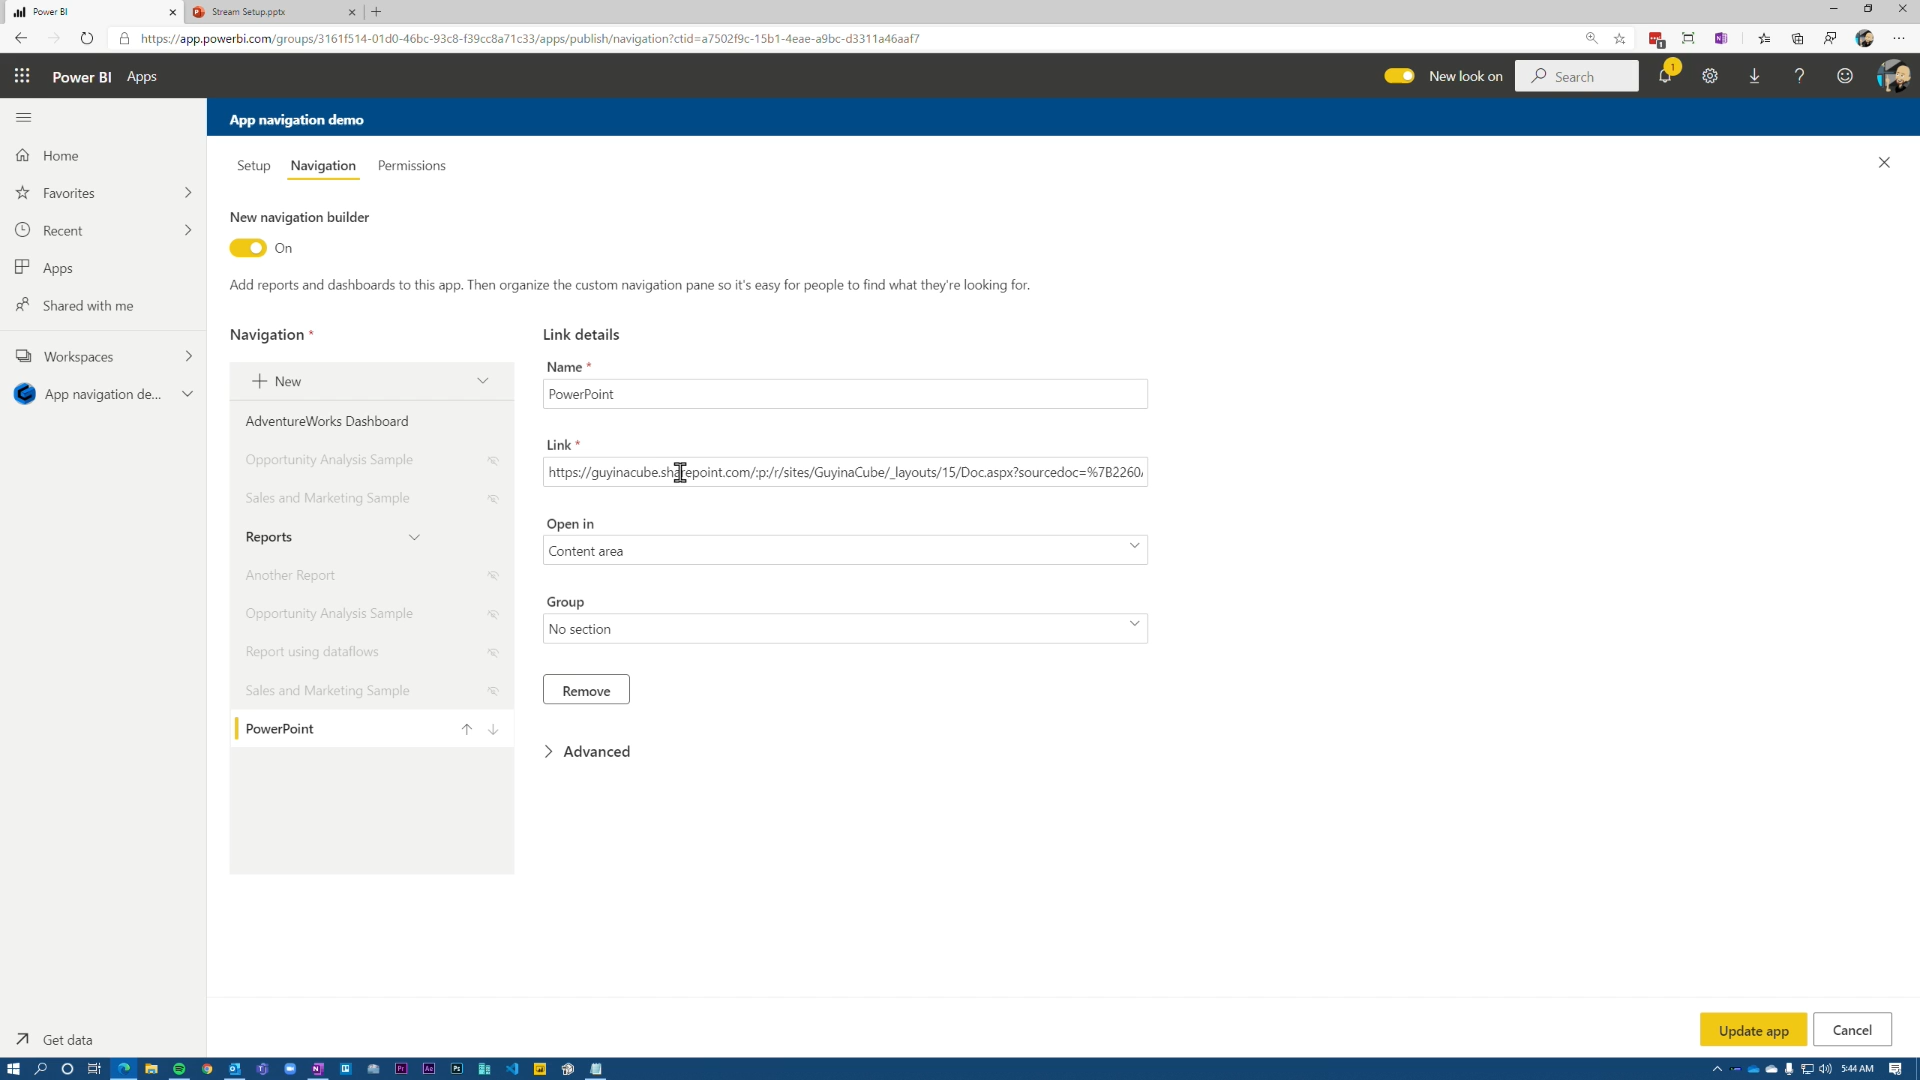 Power BI
Stream Setup.pptx
https://app.powerbi.com/groups/3161f514-01d0-46bc-93c8-f39cc8a71c33/apps/publish/navigation?ctid=a7502f9c-15b1-4eae-a9bc-d3311a46aaf7
1
Power BI
Apps
New look on
Search
1
App navigation demo
Setup
Navigation
Permissions
Home
Favorites
Recent
Apps
Shared with me
Workspaces
App navigation de...
Get data
New navigation builder
On
Add reports and dashboards to this app. Then organize the custom navigation pane so it's easy for people to find what they're looking for.
Navigation *
New
AdventureWorks Dashboard
Opportunity Analysis Sample
Sales and Marketing Sample
Reports
Another Report
Opportunity Analysis Sample
Report using dataflows
Sales and Marketing Sample
PowerPoint
Link details
Name *
PowerPoint
Link *
https://guyinacube.sharepoint.com/:p:/r/sites/GuyinaCube/_layouts/15/Doc.aspx?sourcedoc=%7B2260
Open in
Content area
Group
No section
Remove
Advanced
Update app
Cancel
5:44 AM